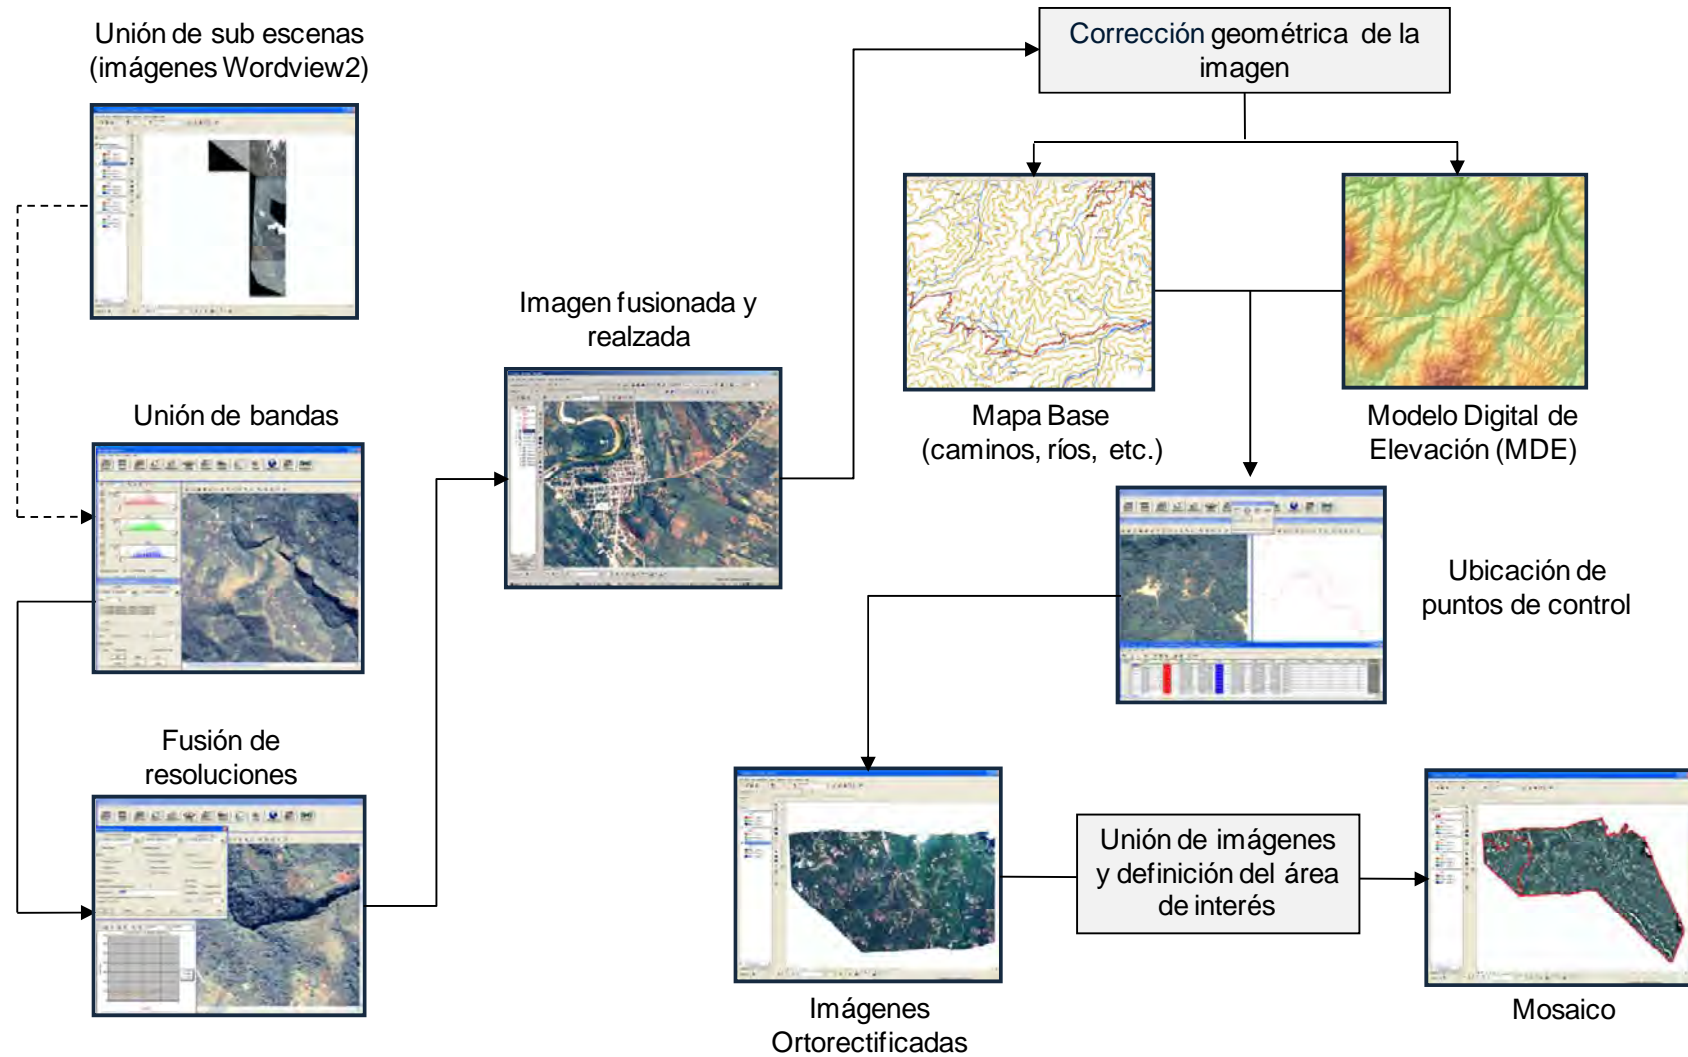 Unión de sub escenas
(imágenes Wordview2)
Unión de bandas
Fusión de
resoluciones
Imagen fusionada y
realzada
Corrección geométrica de la
imagen
Mapa Base
(caminos, ríos, etc.)
Modelo Digital de
Elevación (MDE)
Ubicación de
puntos de control
Imágenes
Ortorectificadas
Unión de imágenes
y definición del área
de interés
Mosaico